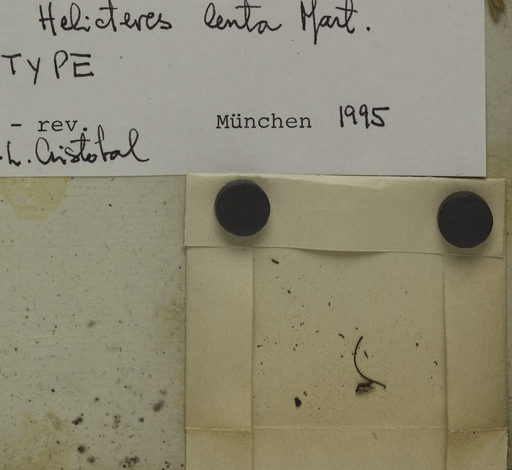 Helicteres lenta Mart.
TYPE
- rev.
München 1995
L. Cristobal